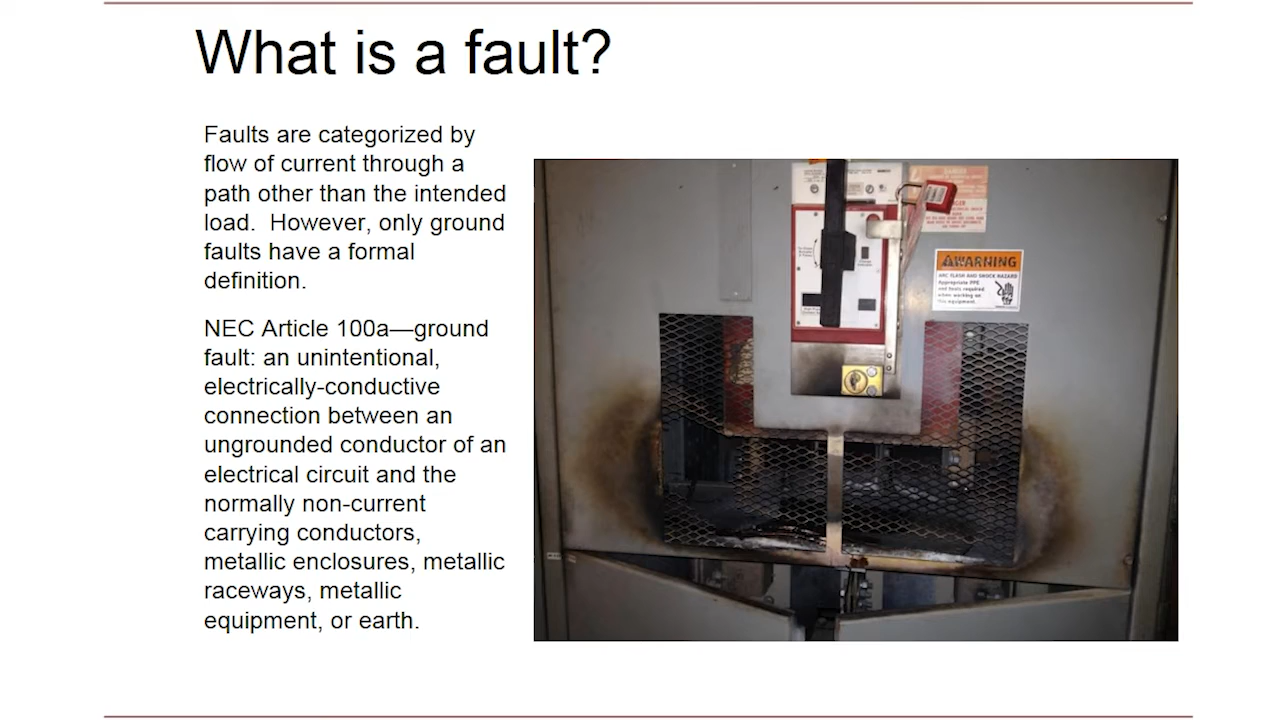 What is a fault?
Faults are categorized by
flow of current through a
path other than the intended
load.  However, only ground
faults have a formal
definition.
NEC Article 100a—ground
fault: an unintentional,
electrically-conductive
connection between an
ungrounded conductor of an
electrical circuit and the
normally non-current
carrying conductors,
metallic enclosures, metallic
raceways, metallic
equipment, or earth.
WARNING
ARC FLASH AND SHOCK HAZARD
Appropriate PPE
and tools required
when working on
this equipment.